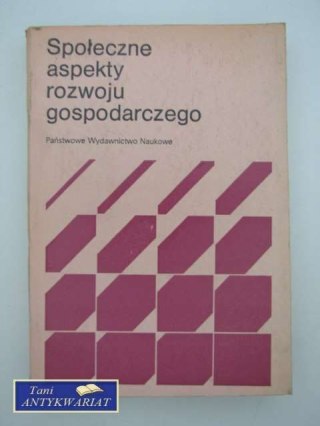 Społeczne
aspekty
rozwoju
gospodarczego
Państwowe Wydawnictwo Naukowe
Tani
ANTYKWARIAT